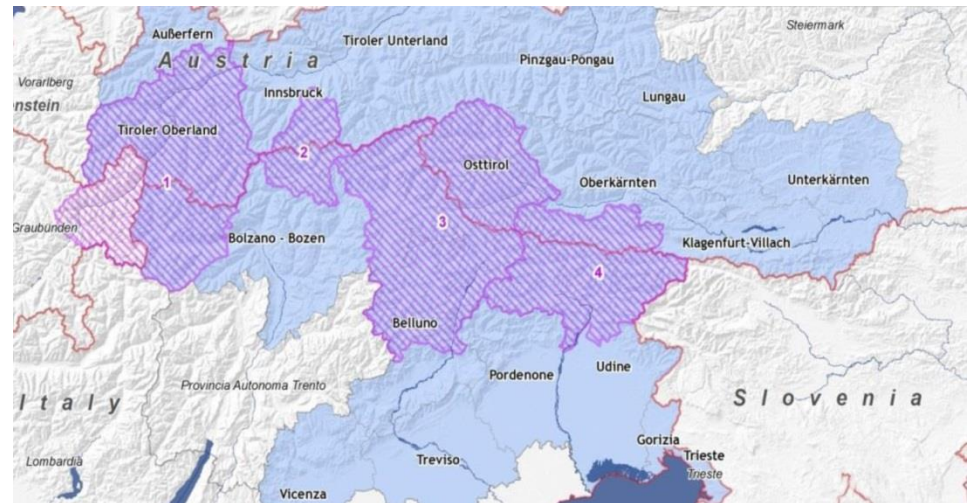 Außerfern
Tiroler Unterland
Steiermark
Austria
Pinzgau-Pongau
Vorarlberg
Innsbruck
Lungau
nstein
Tiroler Oberland
2
Osttirol
1
Oberkärnten
Unterkärnten
Graubünden
3
Bolzano - Bozen
Klagenfurt-Villach
4
Belluno
Udine
Pordenone
Provincia Autonoma Trento
Italy
Slovenia
Gorizia
Lombardia
Treviso
Trieste
Trieste
Vicenza